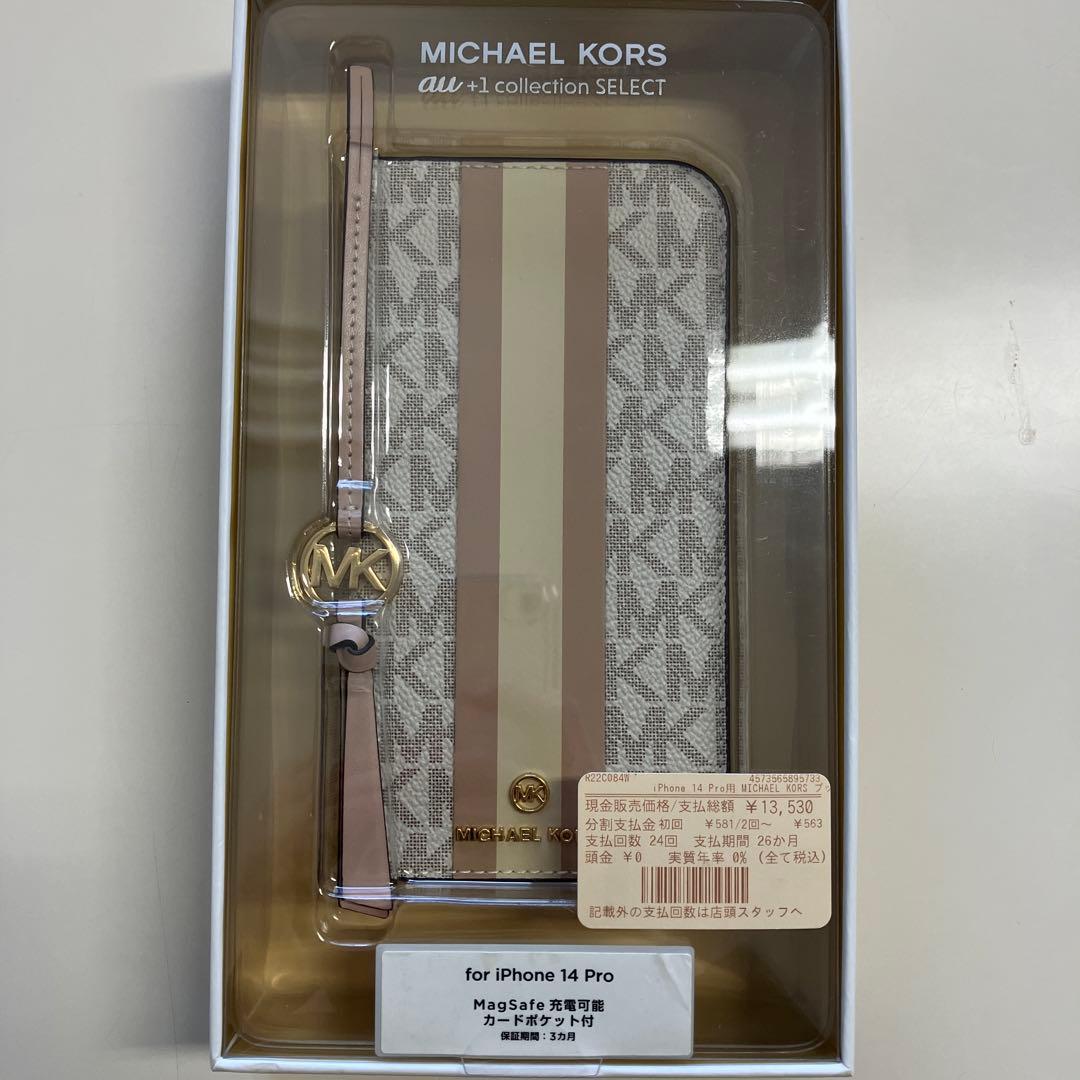 MICHAEL KORS
au +1 collection SELECT
MK
MK
MICHAEL KO
R22C084W
4573565895733
iPhone 14 Pro用 MICHAEL KORS ブッ
現金販売価格/支払総額 ¥13,530
分割支払金 初回 ¥581/2回～ ¥563
支払回数 24回 支払期間 26か月
頭金 ¥0 実質年率 0% (全て税込)
記載外の支払回数は店頭スタッフへ
for iPhone 14 Pro
MagSafe 充電可能
カードポケット付
保証期間：3カ月